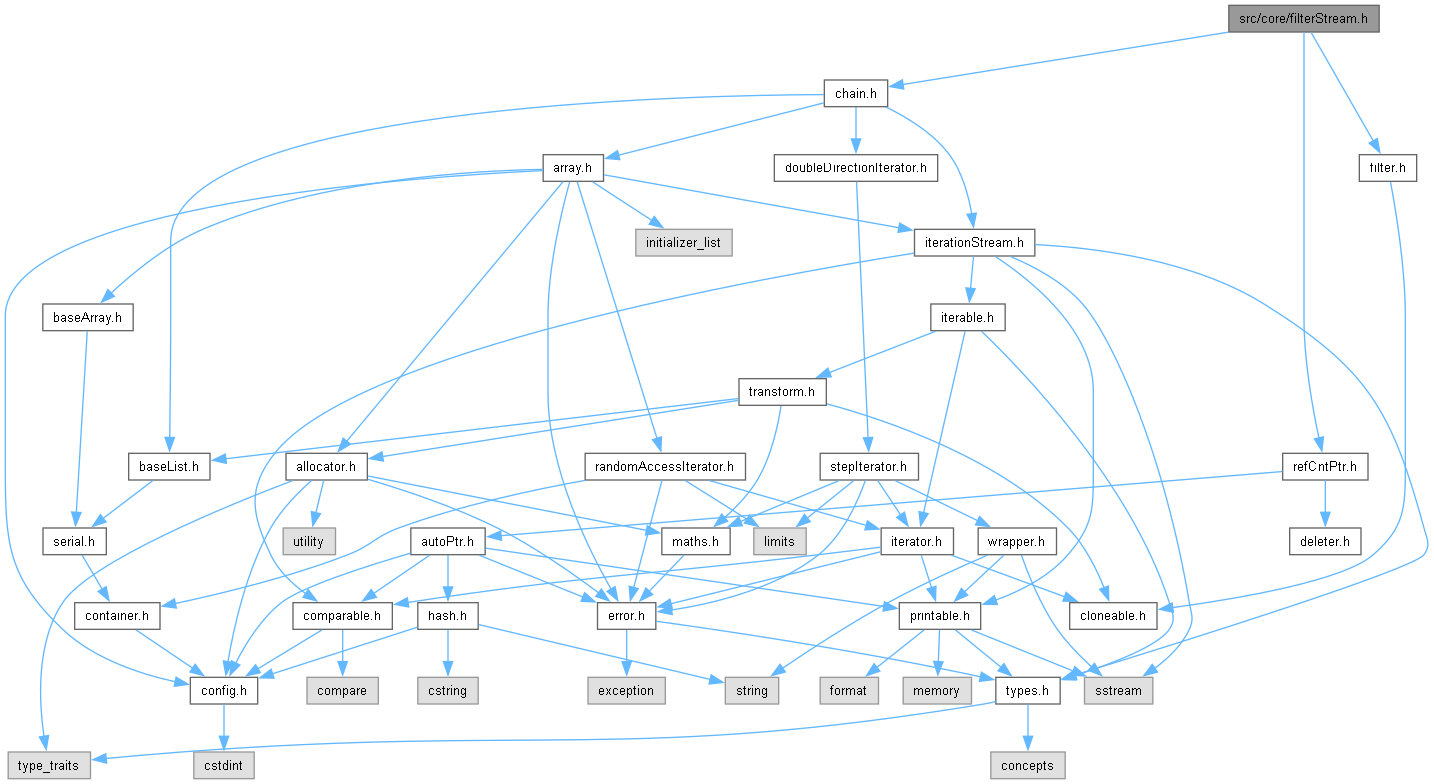 src/core/filterStream.h
chain.h
array.h
doubleDirectionIterator.h
filter.h
initializer_list
iterationStream.h
baseArray.h
iterable.h
transform.h
baseList.h
allocator.h
randomAccessIterator.h
stepIterator.h
refCntPtr.h
serial.h
utility
autoPtr.h
maths.h
limits
iterator.h
wrapper.h
deleter.h
container.h
comparable.h
hash.h
error.h
printable.h
cloneable.h
config.h
compare
cstring
exception
string
format
memory
types.h
sstream
type_traits
cstdint
concepts